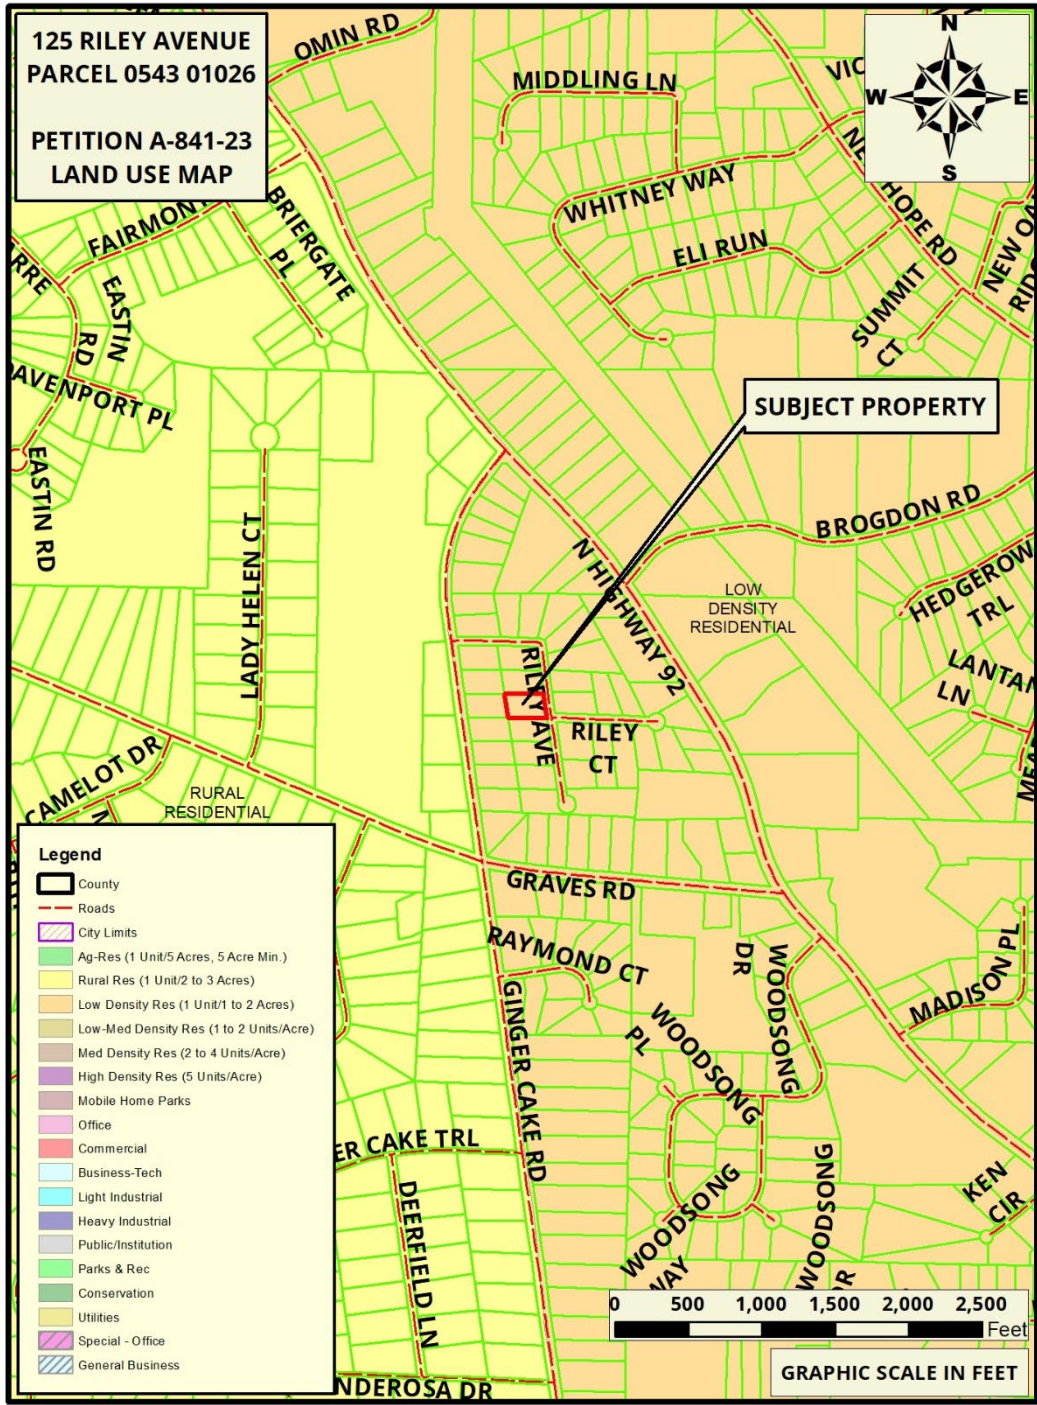 125 RILEY AVENUE
PARCEL 0543 01026
PETITION A-841-23
LAND USE MAP
N
W
E
S
OMIN RD
MIDDLING LN
WHITNEY WAY
ELI RUN
HOPE RD
NEW OA
RIDG
SUMMIT
CT
FAIRMONT
BRIERGATE
PL
EASTIN
RD
DAVENPORT PL
EASTIN RD
SUBJECT PROPERTY
BROGDON RD
HEDGEROW
TRL
LADY HELEN CT
N HIGHWAY 92
LOW
DENSITY
RESIDENTIAL
LANTAN
LN
RILEY AVE
RILEY
CT
CAMELOT DR
RURAL
RESIDENTIAL
GRAVES RD
RAYMOND CT
WOODSONG
DR
MADISON PL
WOODSONG
PL
GINGER CAKE RD
ER CAKE TRL
DEERFIELD LN
WOODSONG
WAY
WOODSONG
DR
KEN
CIR
NDEROSA DR
Legend
County
Roads
City Limits
Ag-Res (1 Unit/5 Acres, 5 Acre Min.)
Rural Res (1 Unit/2 to 3 Acres)
Low Density Res (1 Unit/1 to 2 Acres)
Low-Med Density Res (1 to 2 Units/Acre)
Med Density Res (2 to 4 Units/Acre)
High Density Res (5 Units/Acre)
Mobile Home Parks
Office
Commercial
Business-Tech
Light Industrial
Heavy Industrial
Public/Institution
Parks & Rec
Conservation
Utilities
Special - Office
General Business
0 500 1,000 1,500 2,000 2,500
Feet
GRAPHIC SCALE IN FEET